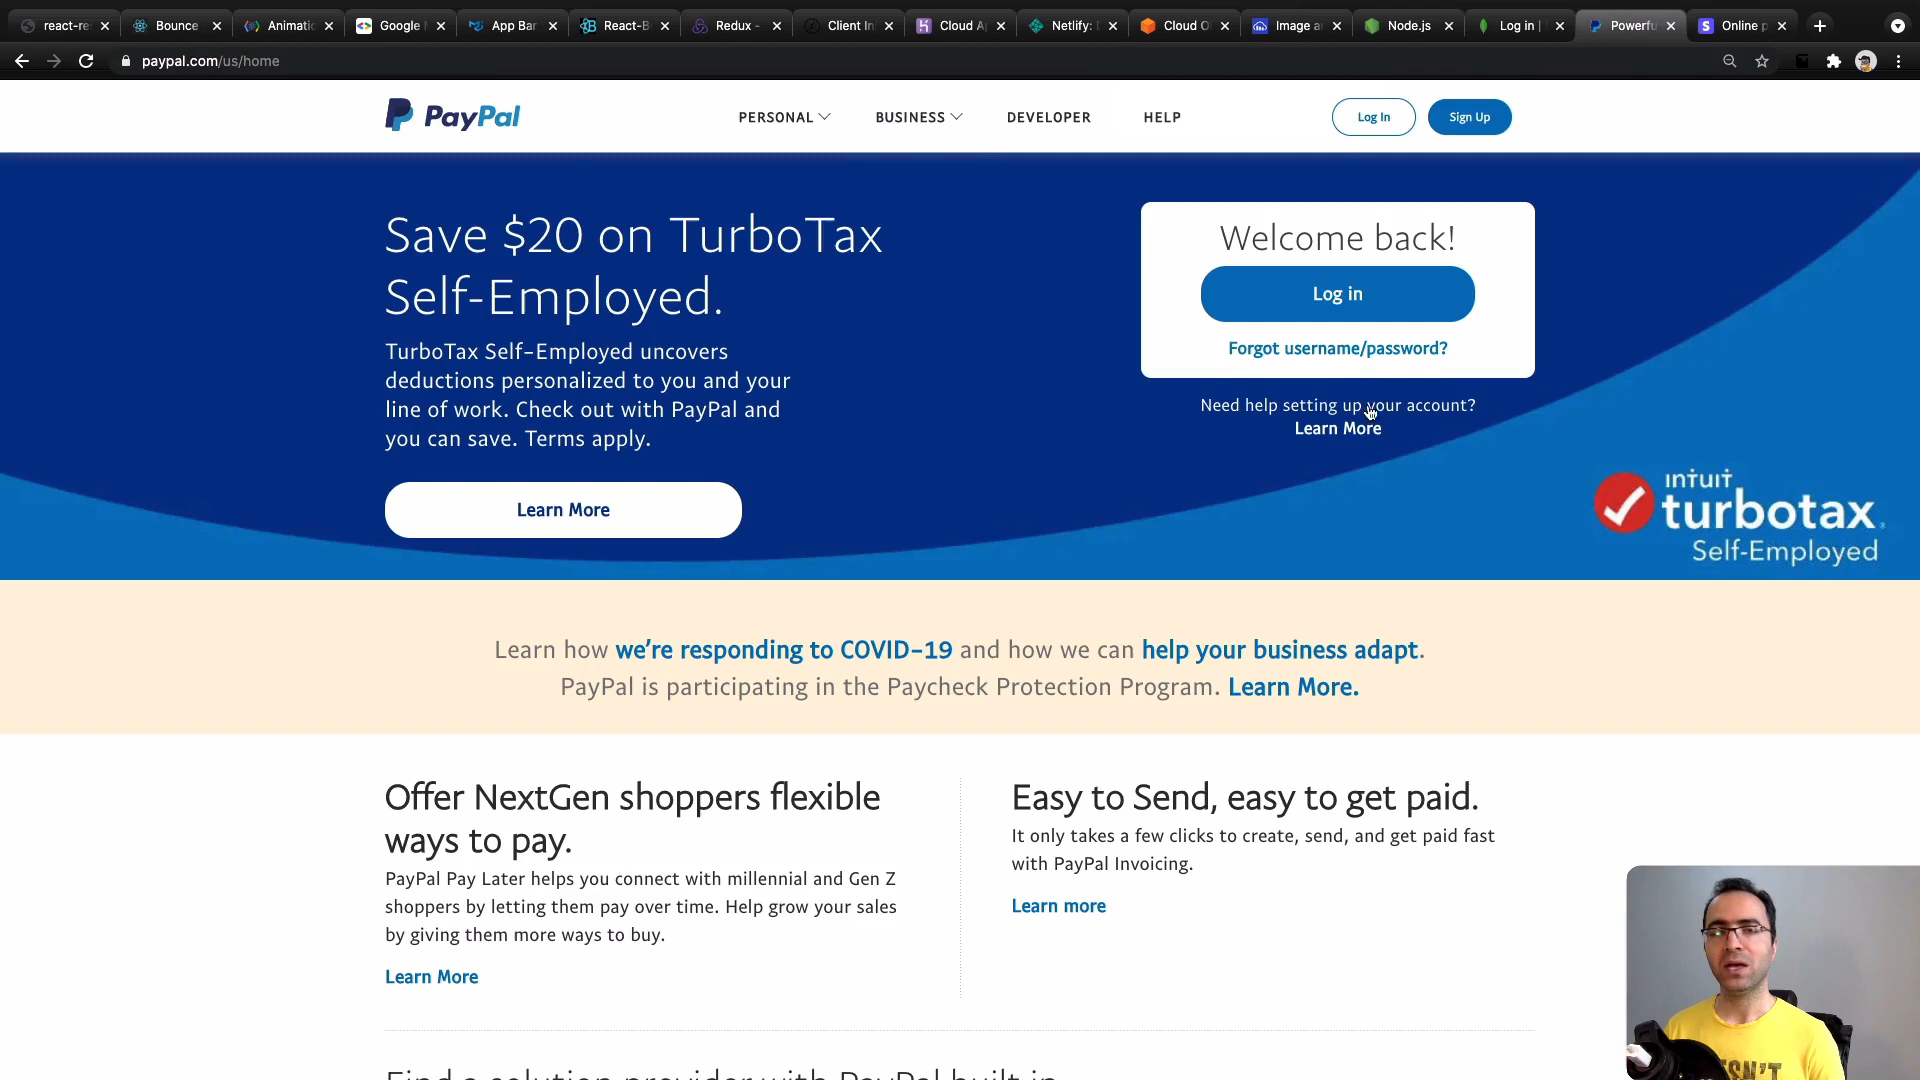 react-re
Bounce
Animatic
Google
App Bar
React-B
Redux -
Client In
Cloud A
Netlify:
Cloud O
Image a
Node.js
Log in |
Powerfu
Online p
paypal.com/us/home
PayPal
PERSONAL
BUSINESS
DEVELOPER
HELP
Log In
Sign Up
Save $20 on TurboTax
Self-Employed.
TurboTax Self-Employed uncovers
deductions personalized to you and your
line of work. Check out with PayPal and
you can save. Terms apply.
Learn More
Welcome back!
Log in
Forgot username/password?
Need help setting up your account?
Learn More
ıntuıt
turbotax
Self-Employed
Learn how we're responding to COVID-19 and how we can help your business adapt.
PayPal is participating in the Paycheck Protection Program. Learn More.
Offer NextGen shoppers flexible
ways to pay.
PayPal Pay Later helps you connect with millennial and Gen Z
shoppers by letting them pay over time. Help grow your sales
by giving them more ways to buy.
Learn More
Easy to Send, easy to get paid.
It only takes a few clicks to create, send, and get paid fast
with PayPal Invoicing.
Learn more
Find a solution provider with PayPal built in